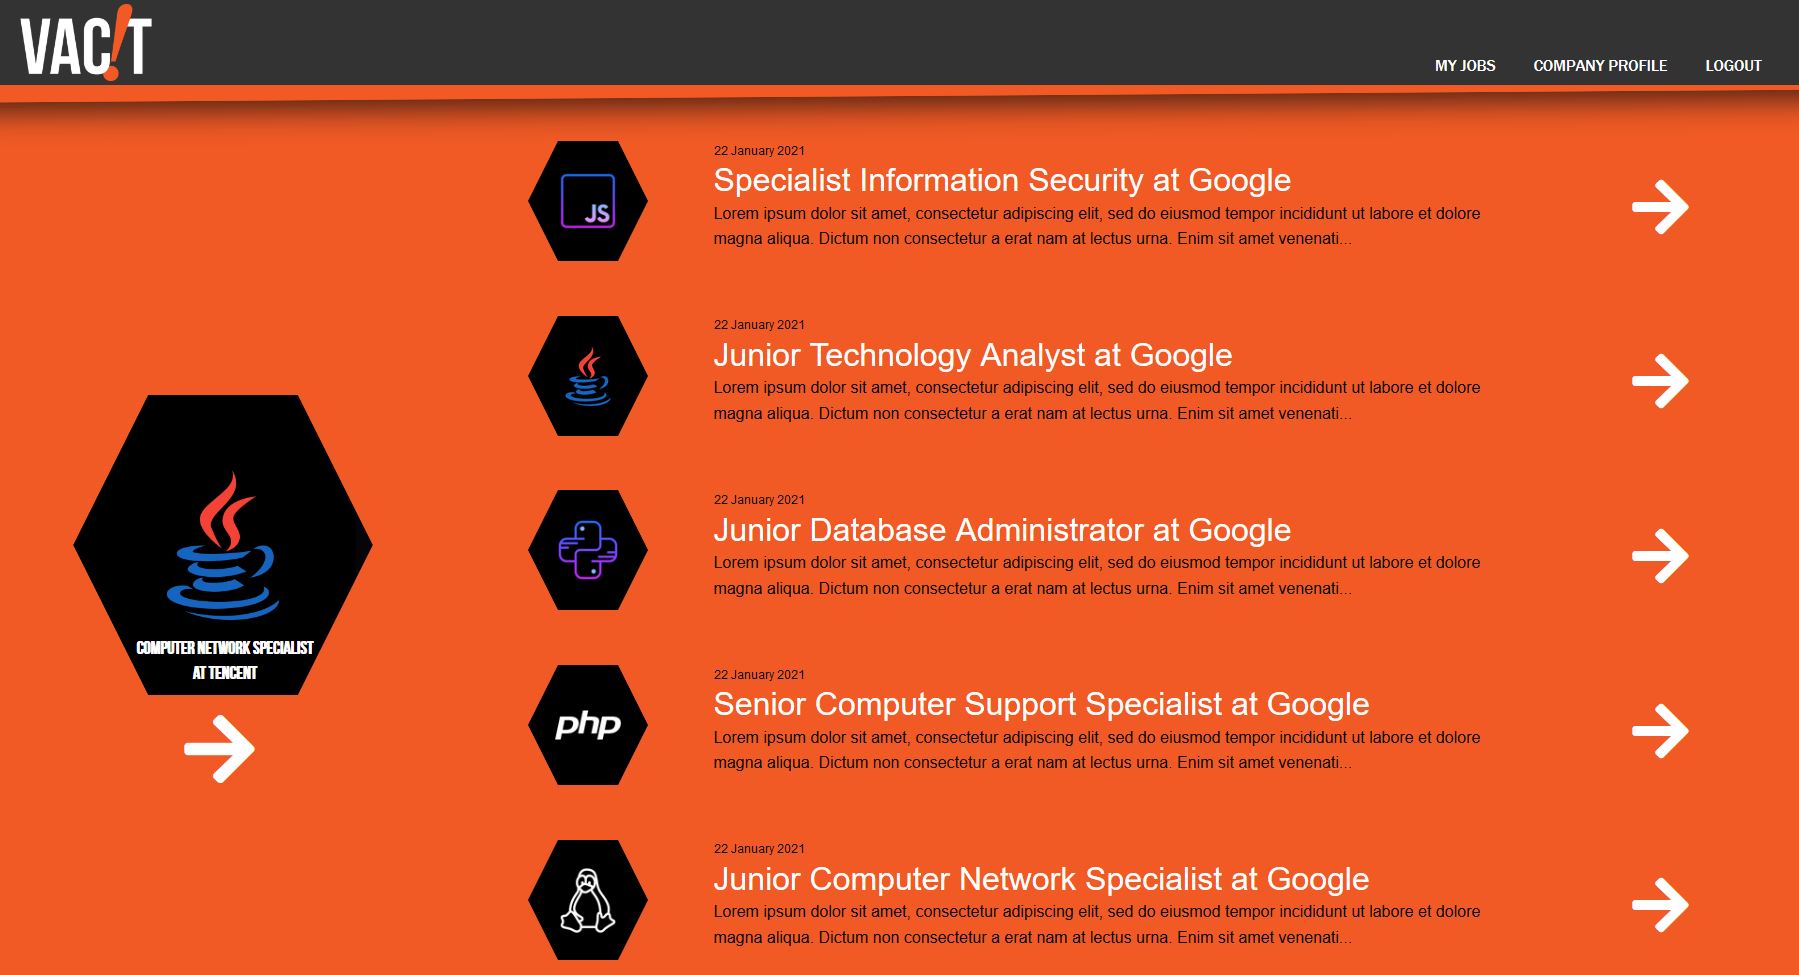 VAC!T
MY JOBS COMPANY PROFILE LOGOUT
22 January 2021
Specialist Information Security at Google
Lorem ipsum dolor sit amet, consectetur adipiscing elit, sed do eiusmod tempor incididunt ut labore et dolore
magna aliqua. Dictum non consectetur a erat nam at lectus urna. Enim sit amet venenati...
JS
22 January 2021
Junior Technology Analyst at Google
Lorem ipsum dolor sit amet, consectetur adipiscing elit, sed do eiusmod tempor incididunt ut labore et dolore
magna aliqua. Dictum non consectetur a erat nam at lectus urna. Enim sit amet venenati...
COMPUTER NETWORK SPECIALIST
AT TENCENT
22 January 2021
Junior Database Administrator at Google
Lorem ipsum dolor sit amet, consectetur adipiscing elit, sed do eiusmod tempor incididunt ut labore et dolore
magna aliqua. Dictum non consectetur a erat nam at lectus urna. Enim sit amet venenati...
22 January 2021
Senior Computer Support Specialist at Google
Lorem ipsum dolor sit amet, consectetur adipiscing elit, sed do eiusmod tempor incididunt ut labore et dolore
magna aliqua. Dictum non consectetur a erat nam at lectus urna. Enim sit amet venenati...
php
22 January 2021
Junior Computer Network Specialist at Google
Lorem ipsum dolor sit amet, consectetur adipiscing elit, sed do eiusmod tempor incididunt ut labore et dolore
magna aliqua. Dictum non consectetur a erat nam at lectus urna. Enim sit amet venenati...